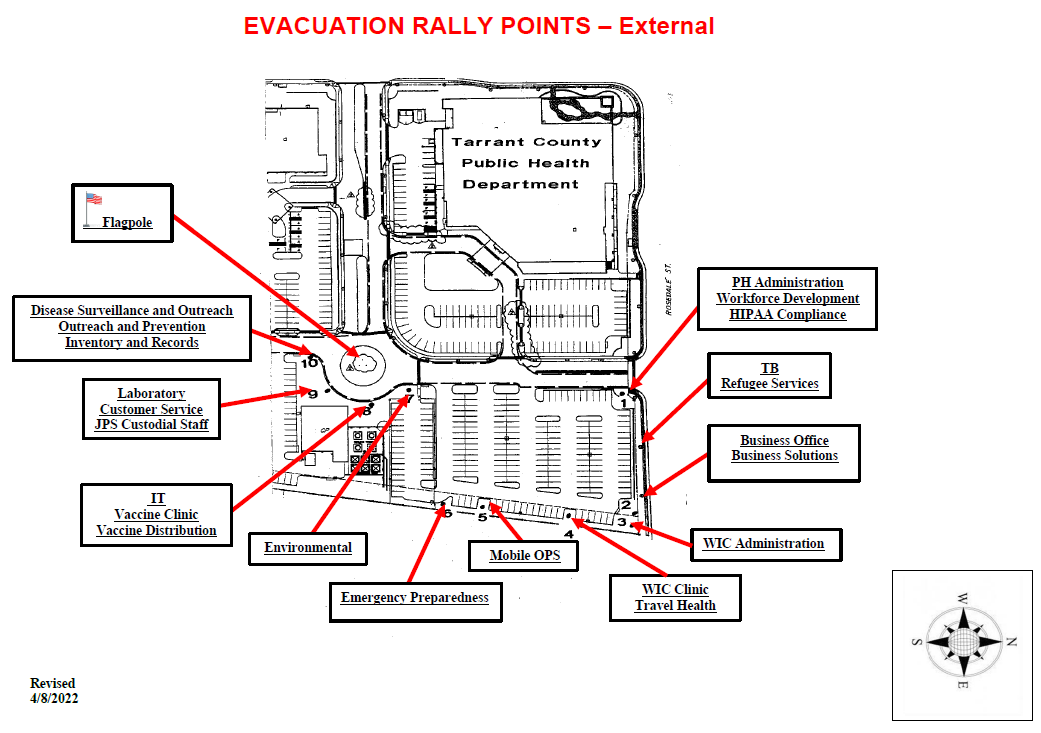 EVACUATION RALLY POINTS – External
Tarrant County
Public Health
Department
Flagpole
ROSEDALE ST.
PH Administration
Workforce Development
HIPAA Compliance
Disease Surveillance and Outreach
Outreach and Prevention
Inventory and Records
TB
Refugee Services
Laboratory
Customer Service
JPS Custodial Staff
Business Office
Business Solutions
IT
Vaccine Clinic
Vaccine Distribution
Environmental
Mobile OPS
WIC Administration
Emergency Preparedness
WIC Clinic
Travel Health
10
9
8
7
1
2
3
4
5
6
W
S
N
E
Revised
4/8/2022